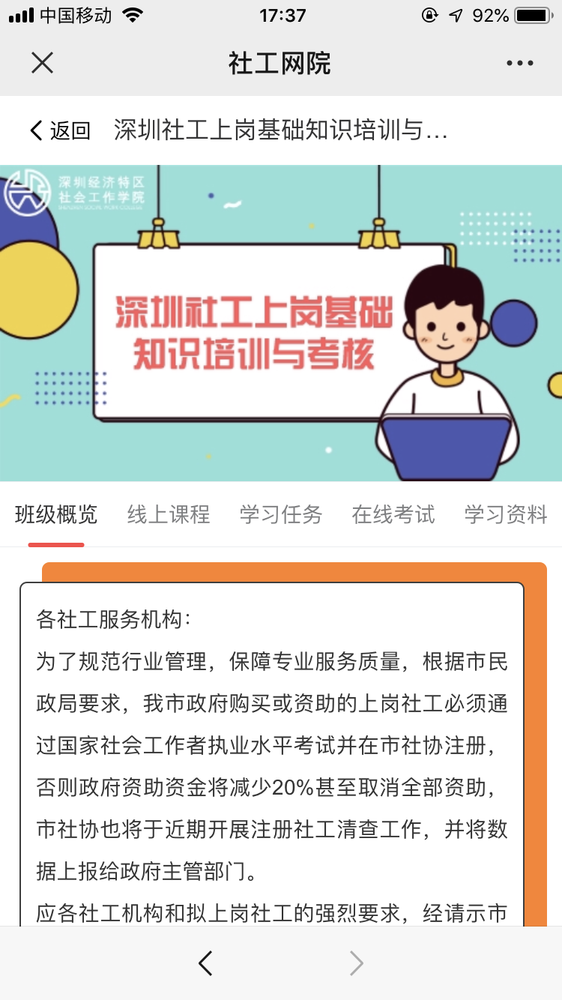 中国移动
17:37
92%
社工网院
返回 深圳社工上岗基础知识培训与...
深圳经济特区
社会工作学院
深圳社工上岗基础
知识培训与考核
班级概览 线上课程 学习任务 在线考试 学习资料
各社工服务机构：
为了规范行业管理，保障专业服务质量，根据市民
政局要求，我市政府购买或资助的上岗社工必须通
过国家社会工作者执业水平考试并在市社协注册，
否则政府资助资金将减少20%甚至取消全部资助，
市社协也将于近期开展注册社工清查工作，并将数
据上报给政府主管部门。
应各社工机构和拟上岗社工的强烈要求，经请示市